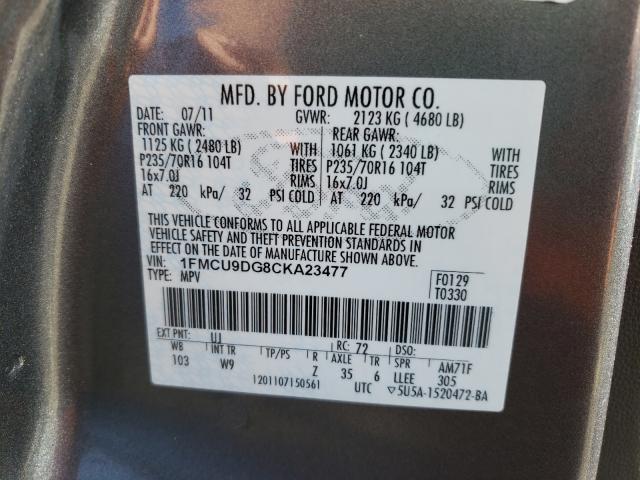 MFD. BY FORD MOTOR CO.
DATE: 07/11 GVWR: 2123 KG ( 4680 LB)
FRONT GAWR: REAR GAWR:
1125 KG ( 2480 LB) WITH 1061 KG ( 2340 LB) WITH
P235/70R16 104T TIRES P235/70R16 104T TIRES
16x7.0J RIMS 16x7.0J RIMS
AT 220 kPa/ 32 PSI COLD AT 220 kPa/ 32 PSI COLD
THIS VEHICLE CONFORMS TO ALL APPLICABLE FEDERAL MOTOR
VEHICLE SAFETY AND THEFT PREVENTION STANDARDS IN
EFFECT ON THE DATE OF MANUFACTURE SHOWN ABOVE.
VIN: 1FMCU9DG8CKA23477
TYPE: MPV
F0129
T0330
EXT PNT: UJ RC: 72 DSO:
WB INT TR TP/PS R AXLE TR SPR AM71F
103 W9 Z 35 6 LLEE 305
1201107150561 UTC ▽5U5A-1520472-BA